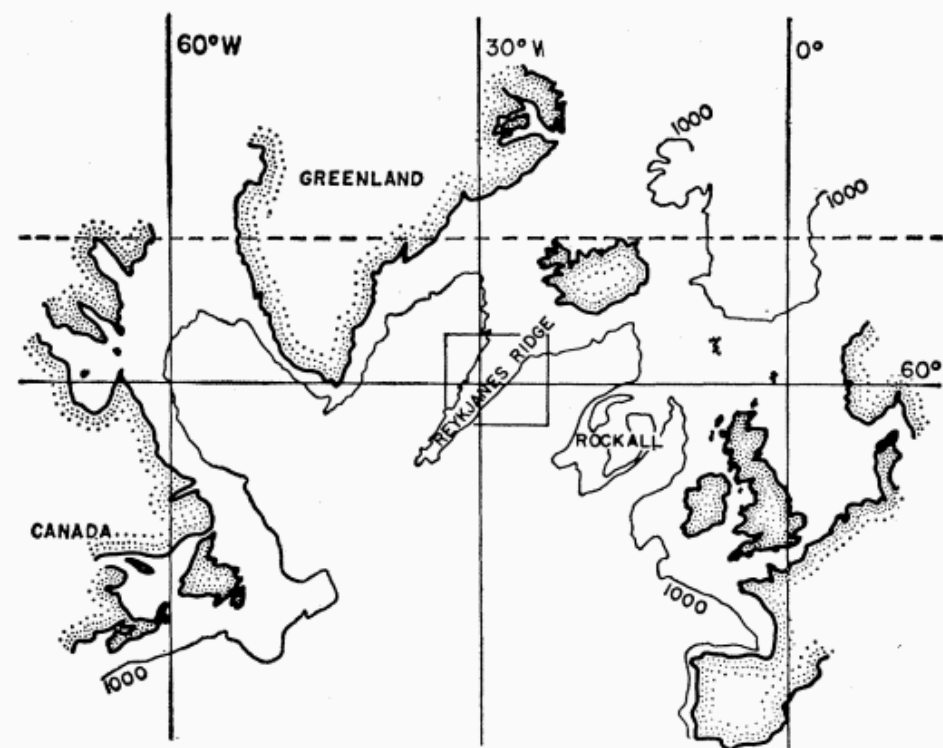 60°W
30°W
0°
1000
1000
GREENLAND
REYKJANES RIDGE
60°
ROCKALL
CANADA
1000
1000